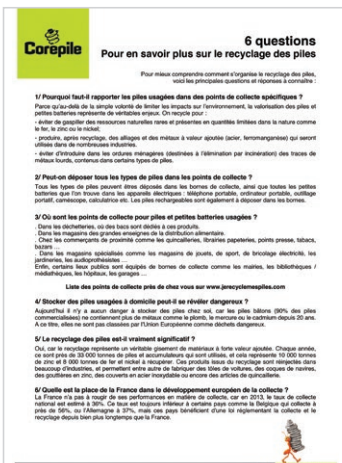 Corepile
6 questions
Pour en savoir plus sur le recyclage des piles
Pour mieux comprendre comment s'organise le recyclage des piles,
voici les principales questions et réponses à connaître :
1/ Pourquoi faut-il rapporter les piles usagées dans des points de collecte spécifiques ?
Parce qu'au-delà de la simple volonté de limiter les impacts sur l'environnement, la valorisation des piles et
petites batteries représente de véritables enjeux. On recycle pour :
- éviter de gaspiller des ressources naturelles rares et présentes en quantités limitées dans la nature comme
le fer, le zinc ou le nickel;
- produire, après recyclage, des alliages et des métaux à valeur ajoutée (acier, ferromanganèse) qui seront
utilisés dans de nombreuses industries.
- éviter d'introduire dans les ordures ménagères (destinées à l'élimination par incinération) des traces de
métaux lourds, contenus dans certains types de piles.
2/ Peut-on déposer tous les types de piles dans les points de collecte ?
Tous les types de piles peuvent êtres déposés dans les bornes de collecte, ainsi que toutes les petites
batteries que l'on trouve dans les appareils électriques : téléphone portable, ordinateur portable, outillage
portatif, caméscope, calculatrice etc. Les piles rechargeables sont également à déposer dans les bornes.
3/ Où sont les points de collecte pour piles et petites batteries usagées ?
. Dans les déchetteries, où des bacs sont dédiés à ces produits.
. Dans les magasins des grandes enseignes de la distribution alimentaire.
. Chez les commerçants de proximité comme les quincailleries, librairies papeteries, points presse, tabacs,
bazars ...
. Dans les magasins spécialisés comme les magasins de jouets, de sport, de bricolage électricité, les
jardineries, les audioprothésistes ...
Enfin, certains lieux publics sont équipés de bornes de collecte comme les mairies, les bibliothèques /
médiathèques, les hôpitaux, les garages ...
Liste des points de collecte près de chez vous sur www.jerecyclemespiles.com
4/ Stocker des piles usagées à domicile peut-il se révéler dangereux ?
Aujourd'hui il n'y a aucun danger à stocker des piles chez soi, car les piles bâtons (90% des piles
commercialisées) ne contiennent plus de métaux comme le plomb, le mercure ou le cadmium depuis 20 ans.
A ce titre, elles ne sont pas classées par l'Union Européenne comme déchets dangereux.
5/ Le recyclage des piles est-il vraiment significatif ?
Oui, car le recyclage représente un véritable gisement de matériaux à forte valeur ajoutée. Chaque année,
ce sont près de 33 000 tonnes de piles et accumulateurs qui sont utilisés, et cela représente 10 000 tonnes
de zinc et 8 000 tonnes de fer et nickel à récupérer. Ces produits issus du recyclage sont réinjectés dans
beaucoup d'industries, et permettent entre autre de fabriquer des tôles de voitures, des coques de navires,
des gouttières en zinc, des couverts en acier inoxydable ou encore des articles de quincaillerie.
6/ Quelle est la place de la France dans le développement européen de la collecte ?
La France n'a pas à rougir de ses performances en matière de collecte, car en 2013, le taux de collecte
national est estimé à 36%. Ce taux est toujours inférieur à certains pays comme la Belgique qui collecte à
près de 56%, ou l'Allemagne à 37%, mais ces pays bénéficient d'une loi réglementant la collecte et le
recyclage depuis bien plus longtemps que la France.